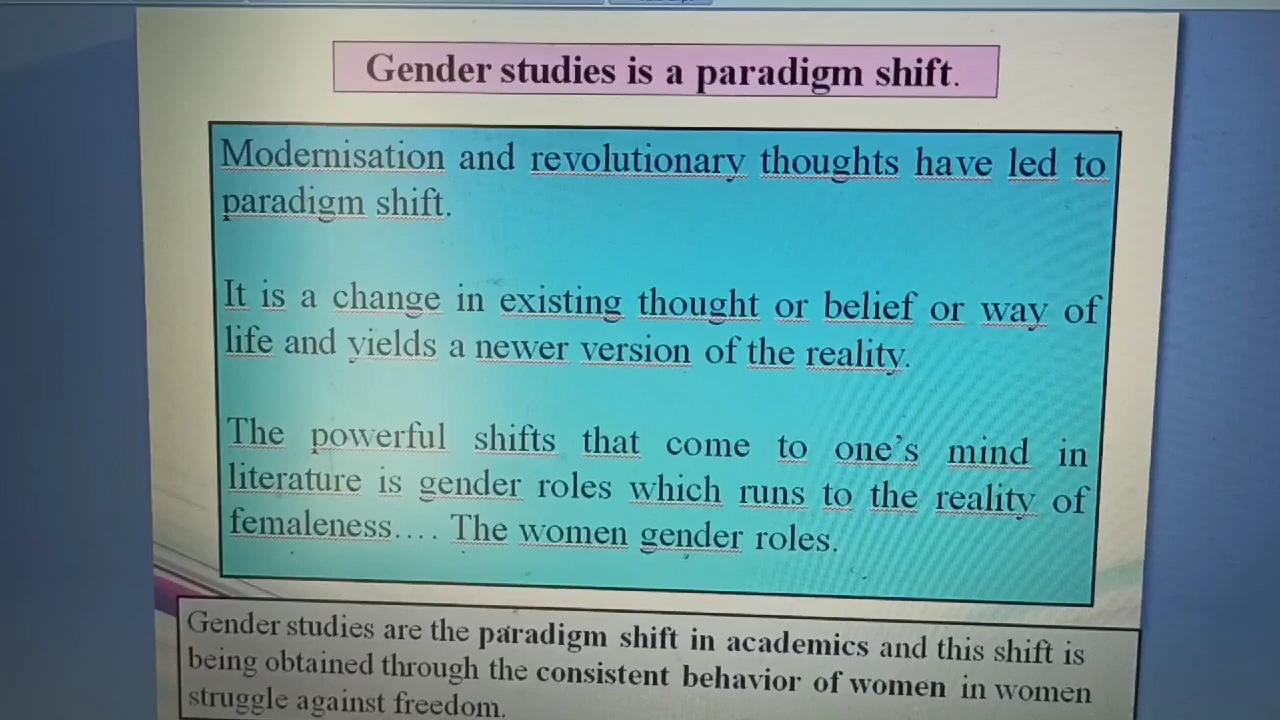 Gender studies is a paradigm shift.
Modernisation and revolutionary thoughts have led to
paradigm shift.
It is a change in existing thought or belief or way of
life and yields a newer version of the reality.
The powerful shifts that come to one's mind in
literature is gender roles which runs to the reality of
femaleness…. The women gender roles.
Gender studies are the paradigm shift in academics and this shift is
being obtained through the consistent behavior of women in women
struggle against freedom.